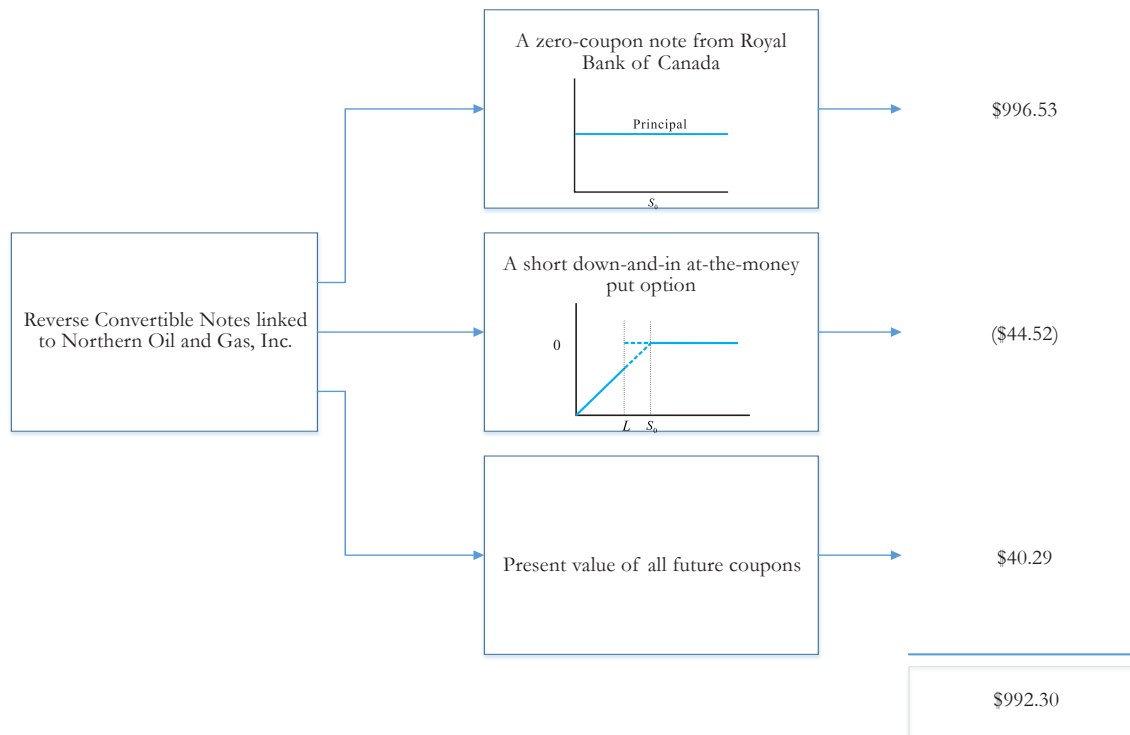 A zero-coupon note from Royal
Bank of Canada
Principal
S₀
$996.53
Reverse Convertible Notes linked
to Northern Oil and Gas, Inc.
A short down-and-in at-the-money
put option
0
L S₀
($44.52)
Present value of all future coupons
$40.29
$992.30